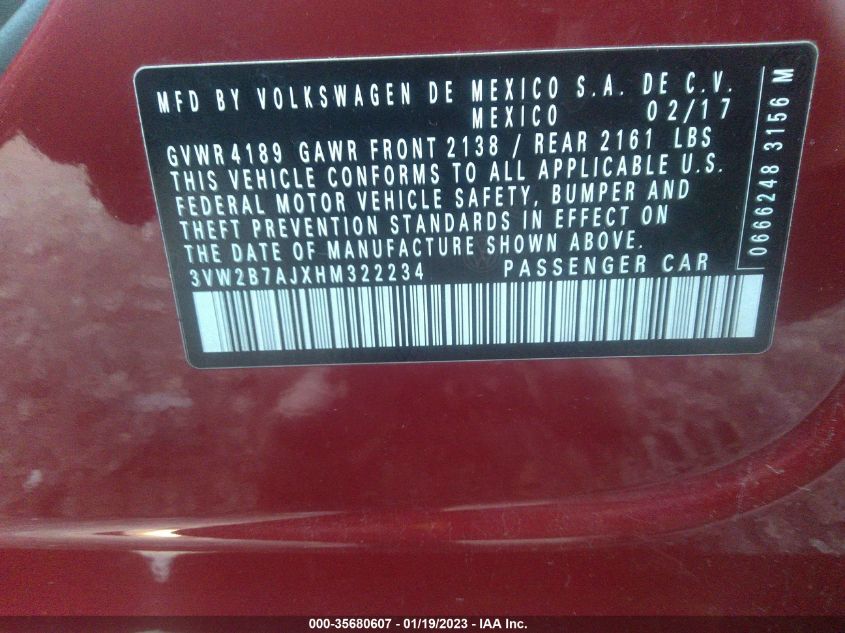 MFD BY VOLKSWAGEN DE MEXICO S.A. DE C.V.
MEXICO 02/17
GVWR 4189 GAWR FRONT 2138 / REAR 2161 LBS
THIS VEHICLE CONFORMS TO ALL APPLICABLE U.S.
FEDERAL MOTOR VEHICLE SAFETY, BUMPER AND
THEFT PREVENTION STANDARDS IN EFFECT ON
THE DATE OF MANUFACTURE SHOWN ABOVE.
3VW2B7AJXHM322234 PASSENGER CAR
0666248 3156 M
000-35680607 - 01/19/2023 - IAA Inc.